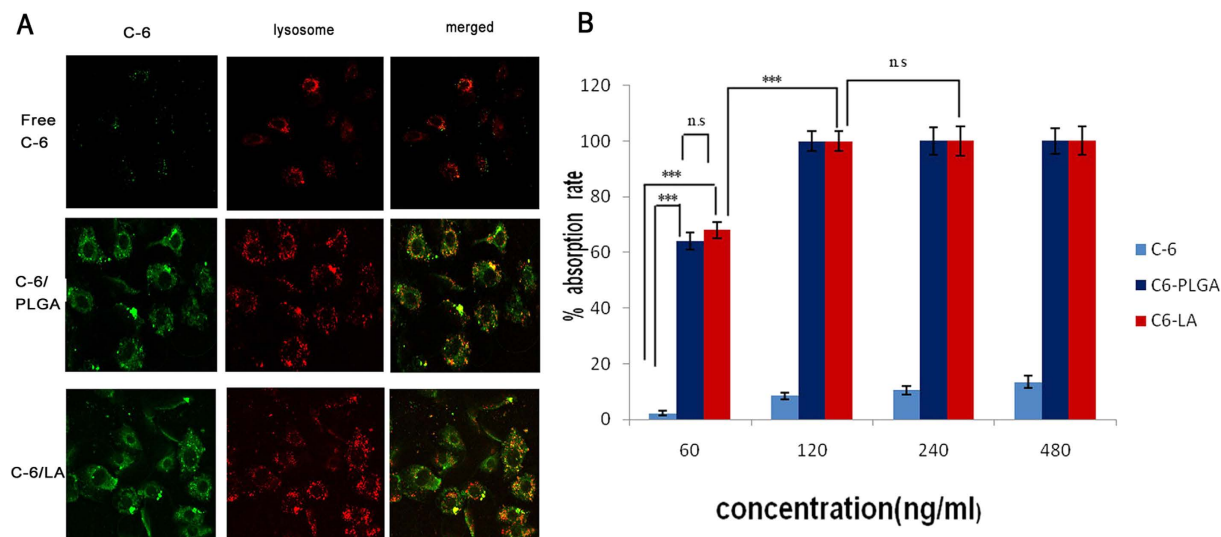 A
C-6
lysosome
merged
Free
C-6
C-6/
PLGA
C-6/LA
B
% absorption rate
120
100
80
60
40
20
0
n.s
***
***
***
n s
60
120
240
480
concentration(ng/ml)
C-6
C6-PLGA
C6-LA